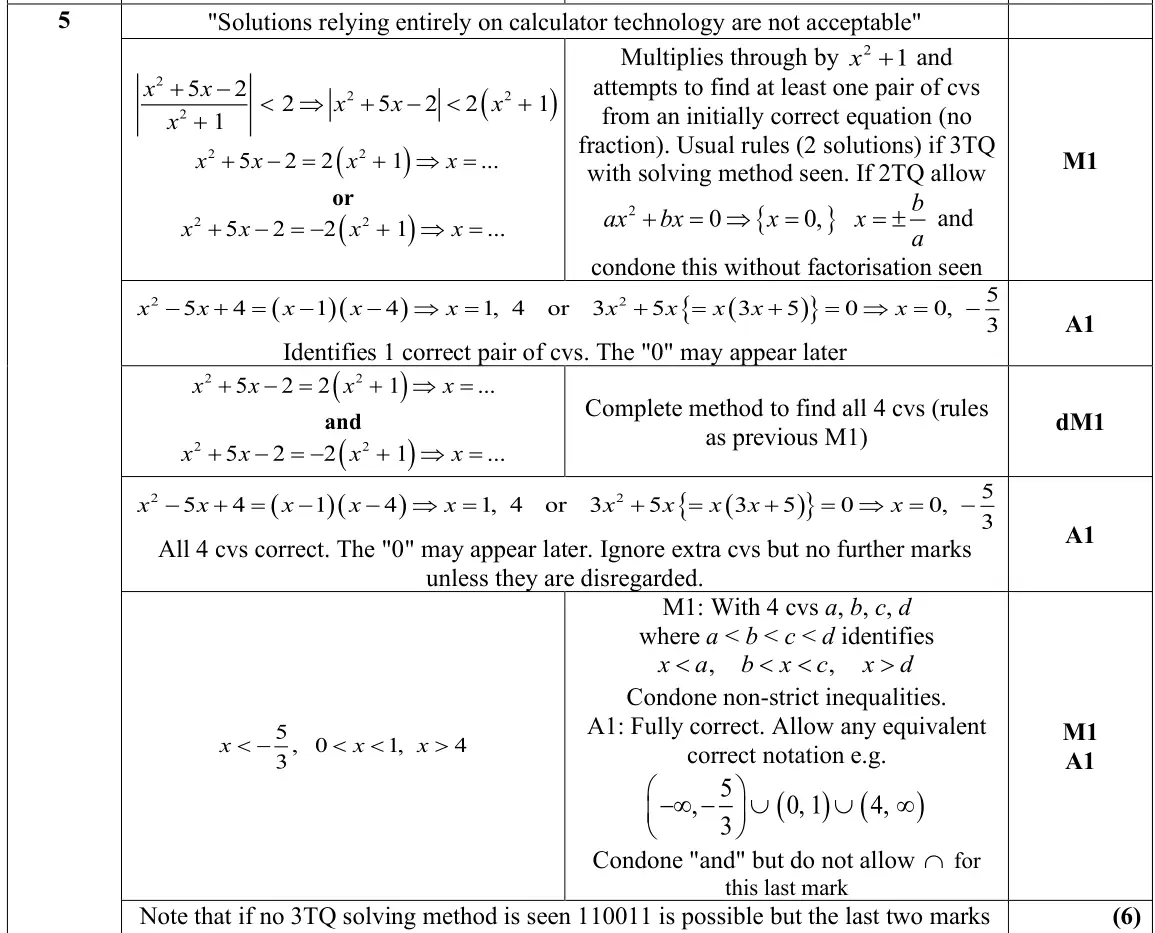 5
"Solutions relying entirely on calculator technology are not acceptable"
|(x² + 5x − 2)/(x² + 1)| < 2 ⇒ |x² + 5x − 2| < 2(x² + 1)
x² + 5x − 2 = 2(x² + 1) ⇒ x = ...
or
x² + 5x − 2 = −2(x² + 1) ⇒ x = ...
Multiplies through by x² + 1 and
attempts to find at least one pair of cvs
from an initially correct equation (no
fraction). Usual rules (2 solutions) if 3TQ
with solving method seen. If 2TQ allow
ax² + bx = 0 ⇒ {x = 0, } x = ± b/a and
condone this without factorisation seen
M1
x² − 5x + 4 = (x − 1)(x − 4) ⇒ x = 1, 4 or 3x² + 5x{= x(3x + 5)} = 0 ⇒ x = 0, −5/3
Identifies 1 correct pair of cvs. The "0" may appear later
A1
x² + 5x − 2 = 2(x² + 1) ⇒ x = ...
and
x² + 5x − 2 = −2(x² + 1) ⇒ x = ...
Complete method to find all 4 cvs (rules
as previous M1)
dM1
x² − 5x + 4 = (x − 1)(x − 4) ⇒ x = 1, 4 or 3x² + 5x{= x(3x + 5)} = 0 ⇒ x = 0, −5/3
All 4 cvs correct. The "0" may appear later. Ignore extra cvs but no further marks
unless they are disregarded.
A1
x < −5/3, 0 < x < 1, x > 4
M1: With 4 cvs a, b, c, d
where a < b < c < d identifies
x < a, b < x < c, x > d
Condone non-strict inequalities.
A1: Fully correct. Allow any equivalent
correct notation e.g.
(−∞, −5/3) ∪ (0, 1) ∪ (4, ∞)
Condone "and" but do not allow ∩ for
this last mark
M1
A1
Note that if no 3TQ solving method is seen 110011 is possible but the last two marks
(6)